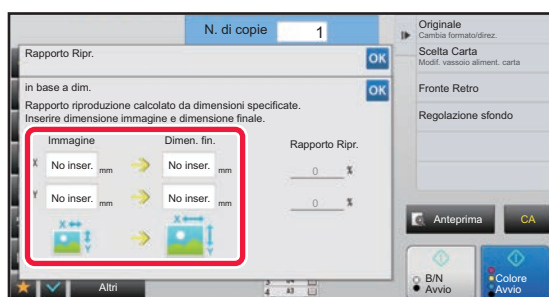 N. di copie 1
Rapporto Ripr. OK
in base a dim. OK
Rapporto riproduzione calcolato da dimensioni specificate.
Inserire dimensione immagine e dimensione finale.
Immagine Dimen. fin. Rapporto Ripr.
X No inser. mm No inser. mm 0 %
Y No inser. mm No inser. mm 0 %
X Y X Y
Altri
A3
Originale
Cambia formato/direz.
Scelta Carta
Modif. vassoio aliment. carta
Fronte Retro
Regolazione sfondo
Anteprima CA
B/N
Avvio
Colore
Avvio